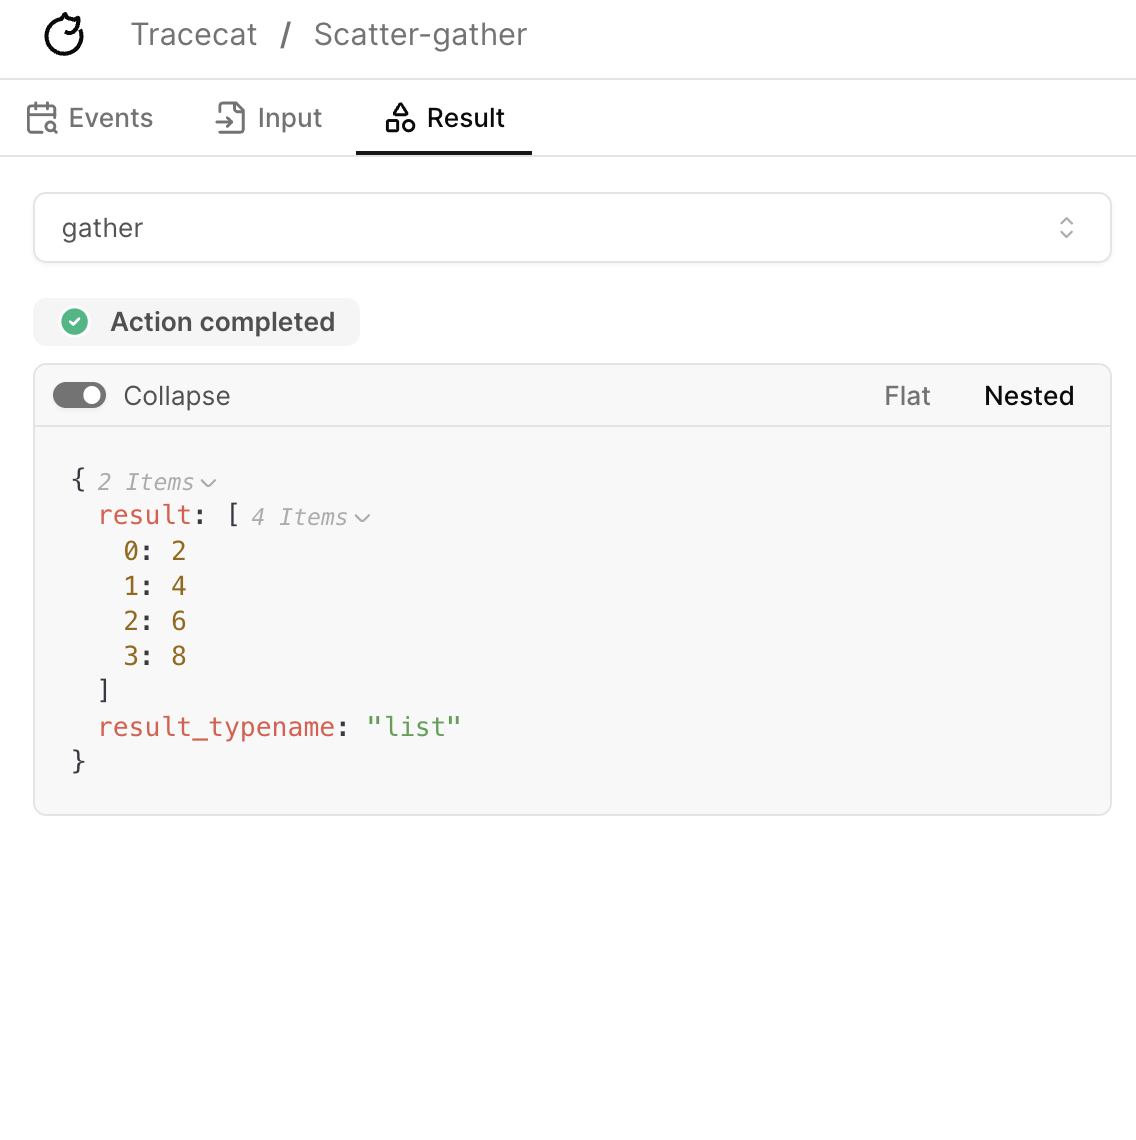 Tracecat / Scatter-gather
Events Input Result
gather
Action completed
Collapse Flat Nested
{ 2 Items
result: [ 4 Items
0: 2
1: 4
2: 6
3: 8
]
result_typename: "list"
}